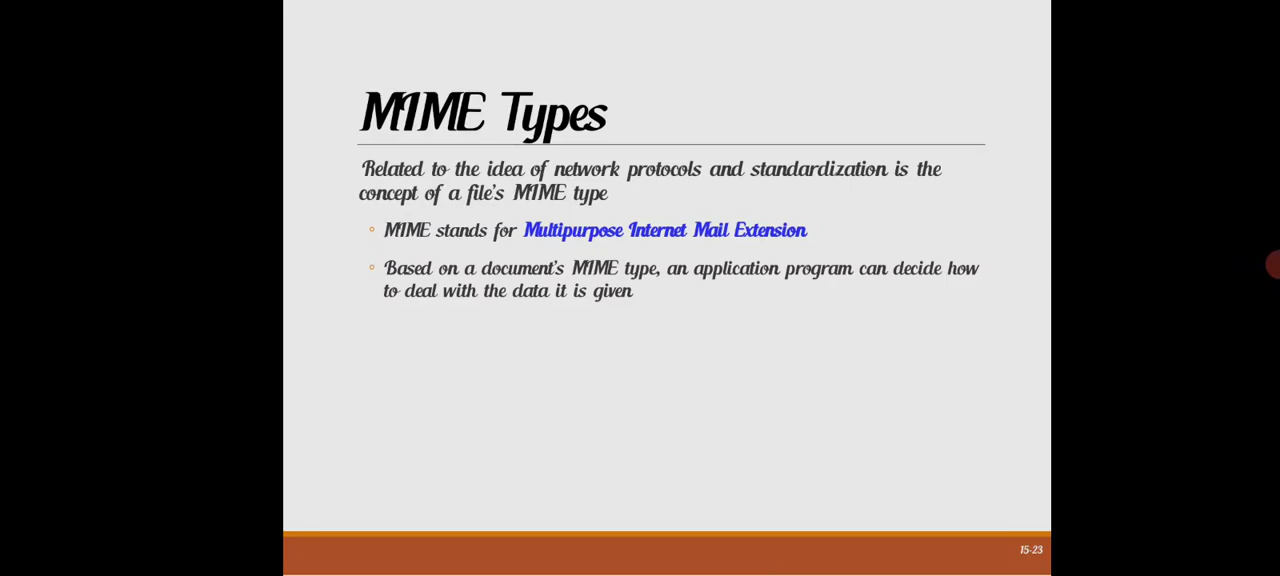 MIME Types
Related to the idea of network protocols and standardization is the
concept of a file's MIME type
◦ MIME stands for Multipurpose Internet Mail Extension
◦ Based on a document's MIME type, an application program can decide how
to deal with the data it is given
15-23